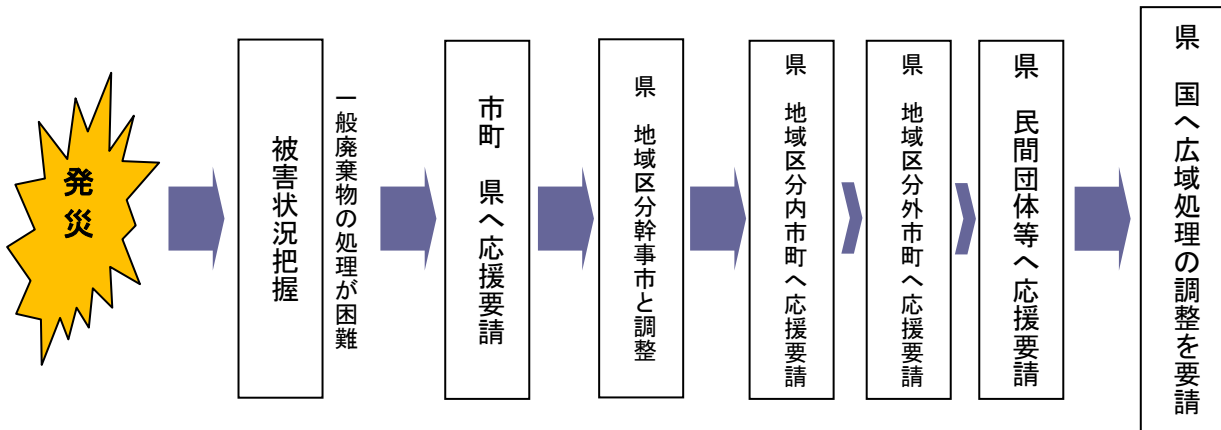 発災
被害状況把握
一般廃棄物の処理が困難
市町　県へ応援要請
県　地域区分幹事市と調整
県　地域区分内市町へ応援要請
県　地域区分外市町へ応援要請
県　民間団体等へ応援要請
県　国へ広域処理の調整を要請